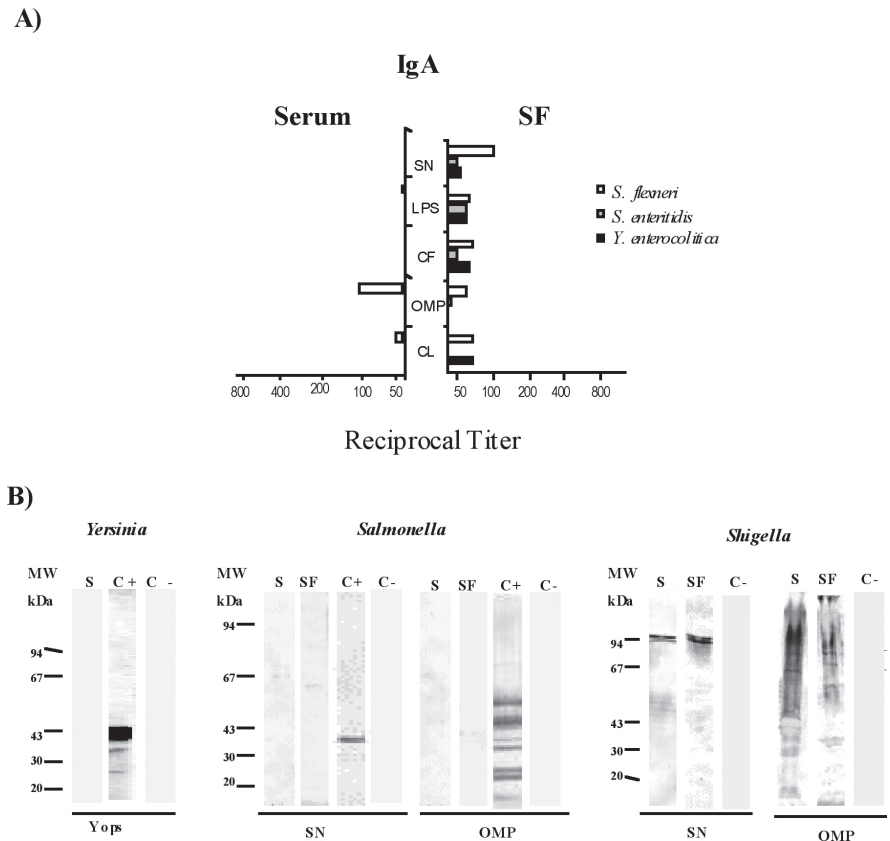 A)
IgA
Serum SF
SN
LPS
CF
OMP
CL
S. flexneri
S. enteritidis
Y. enterocolitica
800 400 200 100 50 50 100 200 400 800
Reciprocal Titer
B)
Yersinia Salmonella Shigella
MW S C + C - MW S SF C+ C- S SF C+ C- MW S SF C- S SF C-
kDa kDa kDa
94 94 94
67 67 67
43 43 43
30 30 30
20 20 20
Yops SN OMP SN OMP